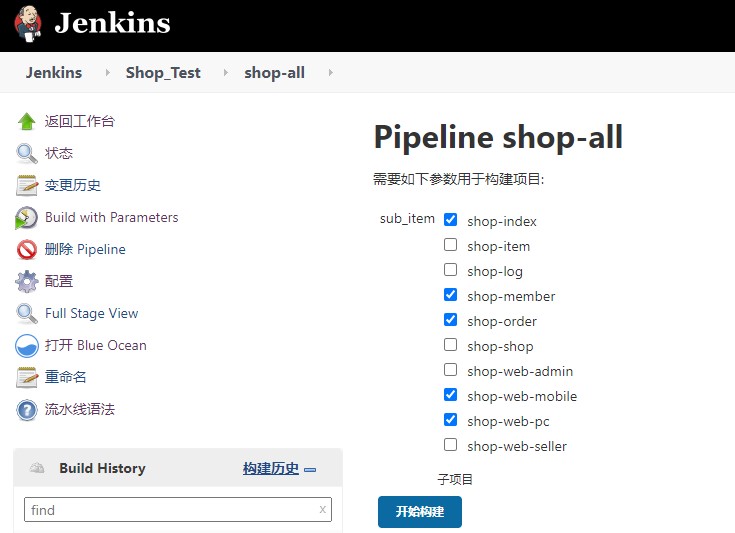 Jenkins
Jenkins Shop_Test shop-all
返回工作台
状态
变更历史
Build with Parameters
删除 Pipeline
配置
Full Stage View
打开 Blue Ocean
重命名
流水线语法
Build History 构建历史
find x
Pipeline shop-all
需要如下参数用于构建项目:
sub_item shop-index
shop-item
shop-log
shop-member
shop-order
shop-shop
shop-web-admin
shop-web-mobile
shop-web-pc
shop-web-seller
子项目
开始构建